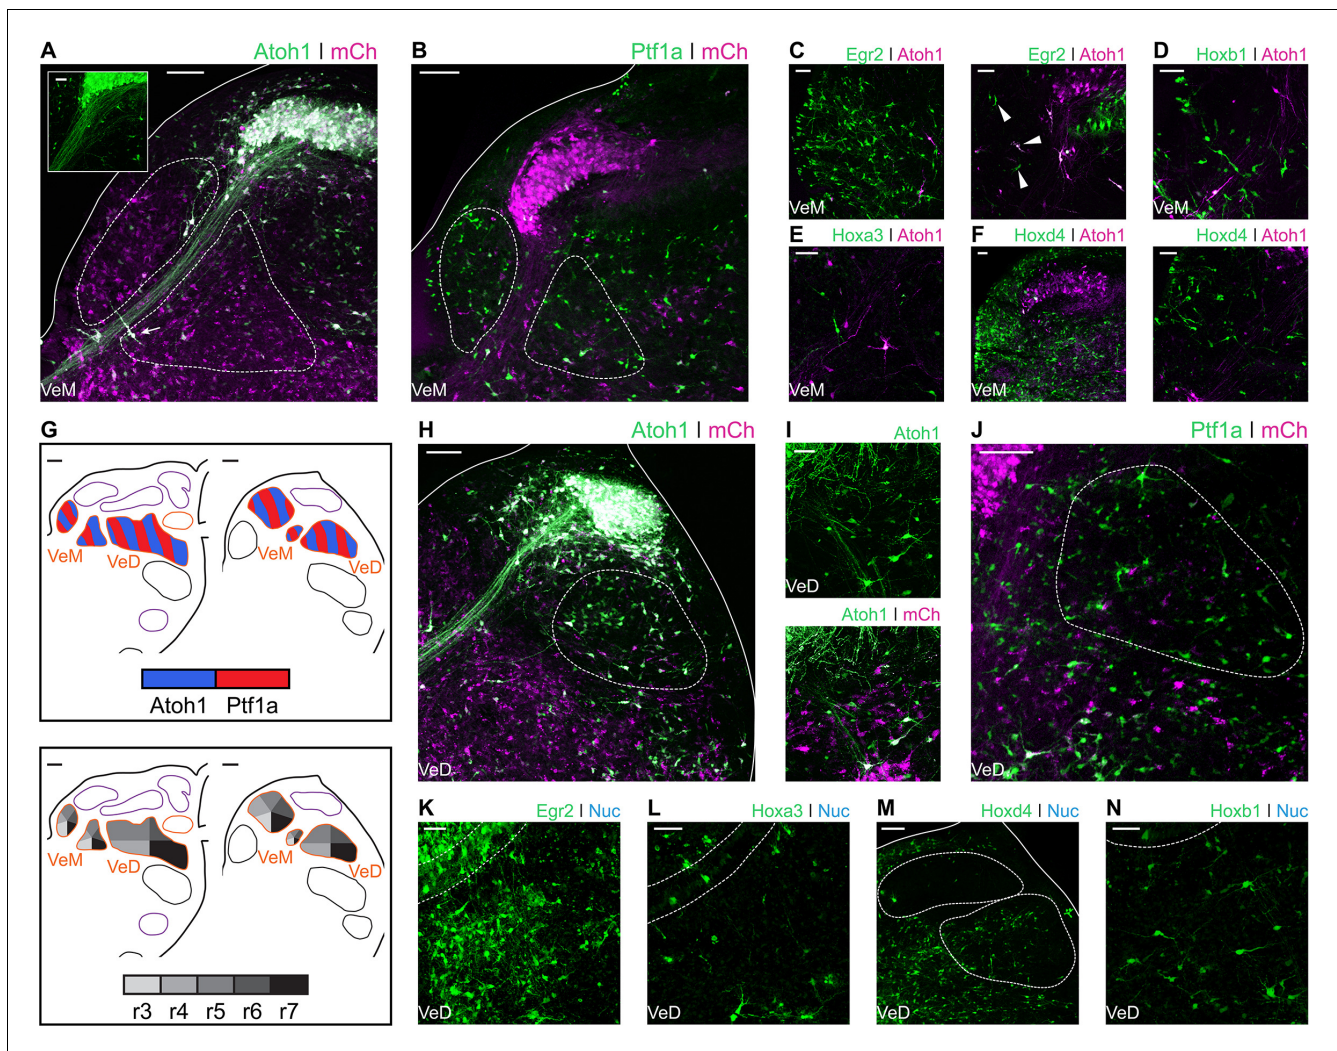 A Atoh1 | mCh
VeM
B Ptf1a | mCh
VeM
C Egr2 | Atoh1
VeM
Egr2 | Atoh1
D Hoxb1 | Atoh1
VeM
E Hoxa3 | Atoh1
VeM
F Hoxd4 | Atoh1
VeM
Hoxd4 | Atoh1
G
VeM VeD VeM VeD
Atoh1 Ptf1a
VeM VeD VeM VeD
r3 r4 r5 r6 r7
H Atoh1 | mCh
VeD
I Atoh1
VeD
Atoh1 | mCh
J Ptf1a | mCh
VeD
K Egr2 | Nuc
VeD
L Hoxa3 | Nuc
VeD
M Hoxd4 | Nuc
VeD
N Hoxb1 | Nuc
VeD